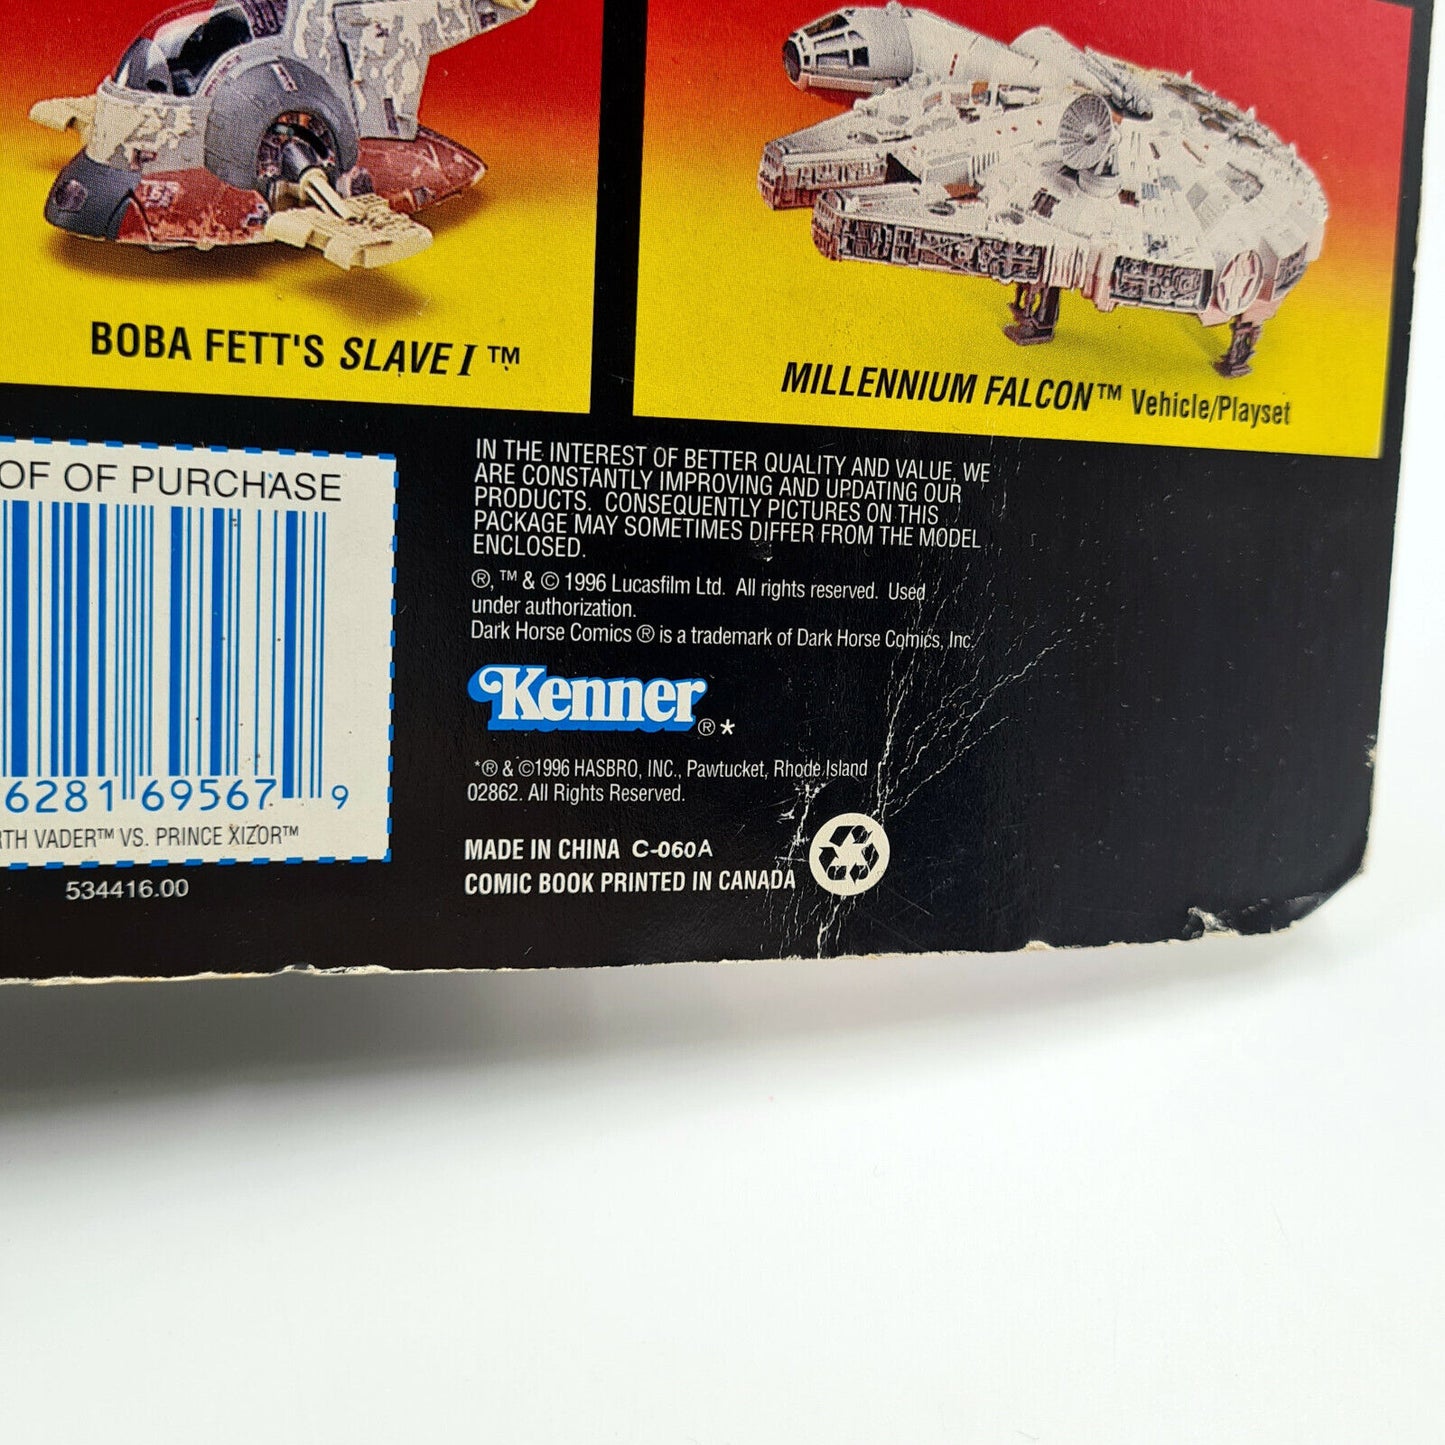 BOBA FETT'S SLAVE I ™
MILLENNIUM FALCON™ Vehicle/Playset
OF OF PURCHASE
6281 69567 9
RTH VADER™ VS. PRINCE XIZOR™
534416.00
IN THE INTEREST OF BETTER QUALITY AND VALUE, WE
ARE CONSTANTLY IMPROVING AND UPDATING OUR
PRODUCTS. CONSEQUENTLY PICTURES ON THIS
PACKAGE MAY SOMETIMES DIFFER FROM THE MODEL
ENCLOSED.
®, ™ & © 1996 Lucasfilm Ltd. All rights reserved. Used
under authorization.
Dark Horse Comics ® is a trademark of Dark Horse Comics, Inc.
Kenner ®*
*® & ©1996 HASBRO, INC., Pawtucket, Rhode Island
02862. All Rights Reserved.
MADE IN CHINA C-060A
COMIC BOOK PRINTED IN CANADA